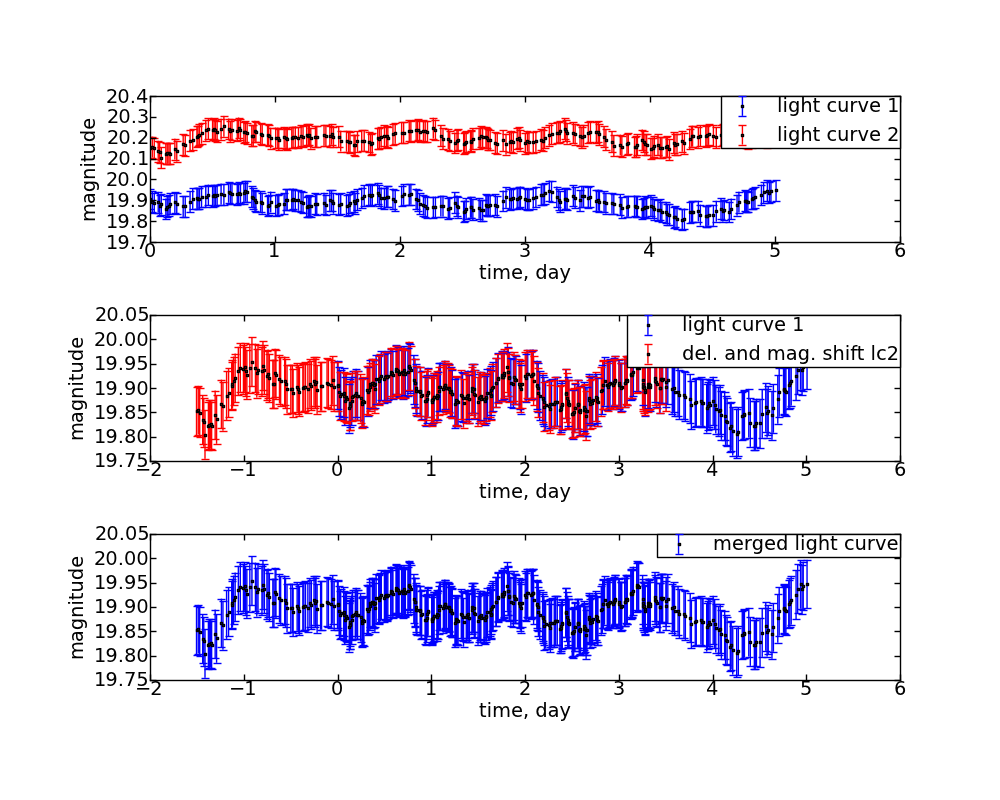 20.4
20.3
20.2
20.1
20.0
19.9
19.8
19.7
magnitude
light curve 1
light curve 2
0 1 2 3 4 5 6
time, day
20.05
20.00
19.95
19.90
19.85
19.80
19.75
magnitude
light curve 1
del. and mag. shift lc2
−2 −1 0 1 2 3 4 5 6
time, day
20.05
20.00
19.95
19.90
19.85
19.80
19.75
magnitude
merged light curve
−2 −1 0 1 2 3 4 5 6
time, day